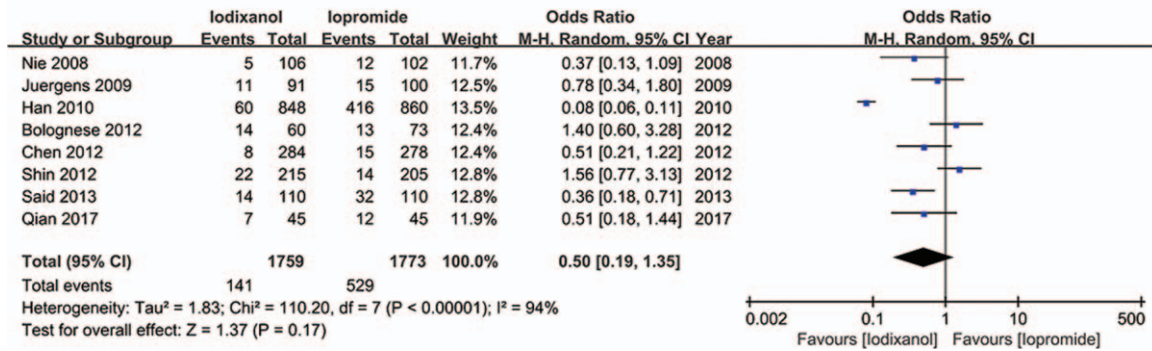 Iodixanol Iopromide Odds Ratio Odds Ratio
Study or Subgroup Events Total Events Total Weight M-H, Random, 95% CI Year M-H, Random, 95% CI
Nie 2008 5 106 12 102 11.7% 0.37 [0.13, 1.09] 2008
Juergens 2009 11 91 15 100 12.5% 0.78 [0.34, 1.80] 2009
Han 2010 60 848 416 860 13.5% 0.08 [0.06, 0.11] 2010
Bolognese 2012 14 60 13 73 12.4% 1.40 [0.60, 3.28] 2012
Chen 2012 8 284 15 278 12.4% 0.51 [0.21, 1.22] 2012
Shin 2012 22 215 14 205 12.8% 1.56 [0.77, 3.13] 2012
Said 2013 14 110 32 110 12.9% 0.36 [0.18, 0.71] 2013
Qian 2017 7 45 12 45 11.9% 0.51 [0.18, 1.44] 2017
Total (95% CI) 1759 1773 100.0% 0.50 [0.19, 1.35]
Total events 141 529
Heterogeneity: Tau² = 1.83; Chi² = 110.20, df = 7 (P < 0.00001); I² = 94%
Test for overall effect: Z = 1.37 (P = 0.17)
0.002 0.1 1 10 500
Favours [Iodixanol] Favours [Iopromide]